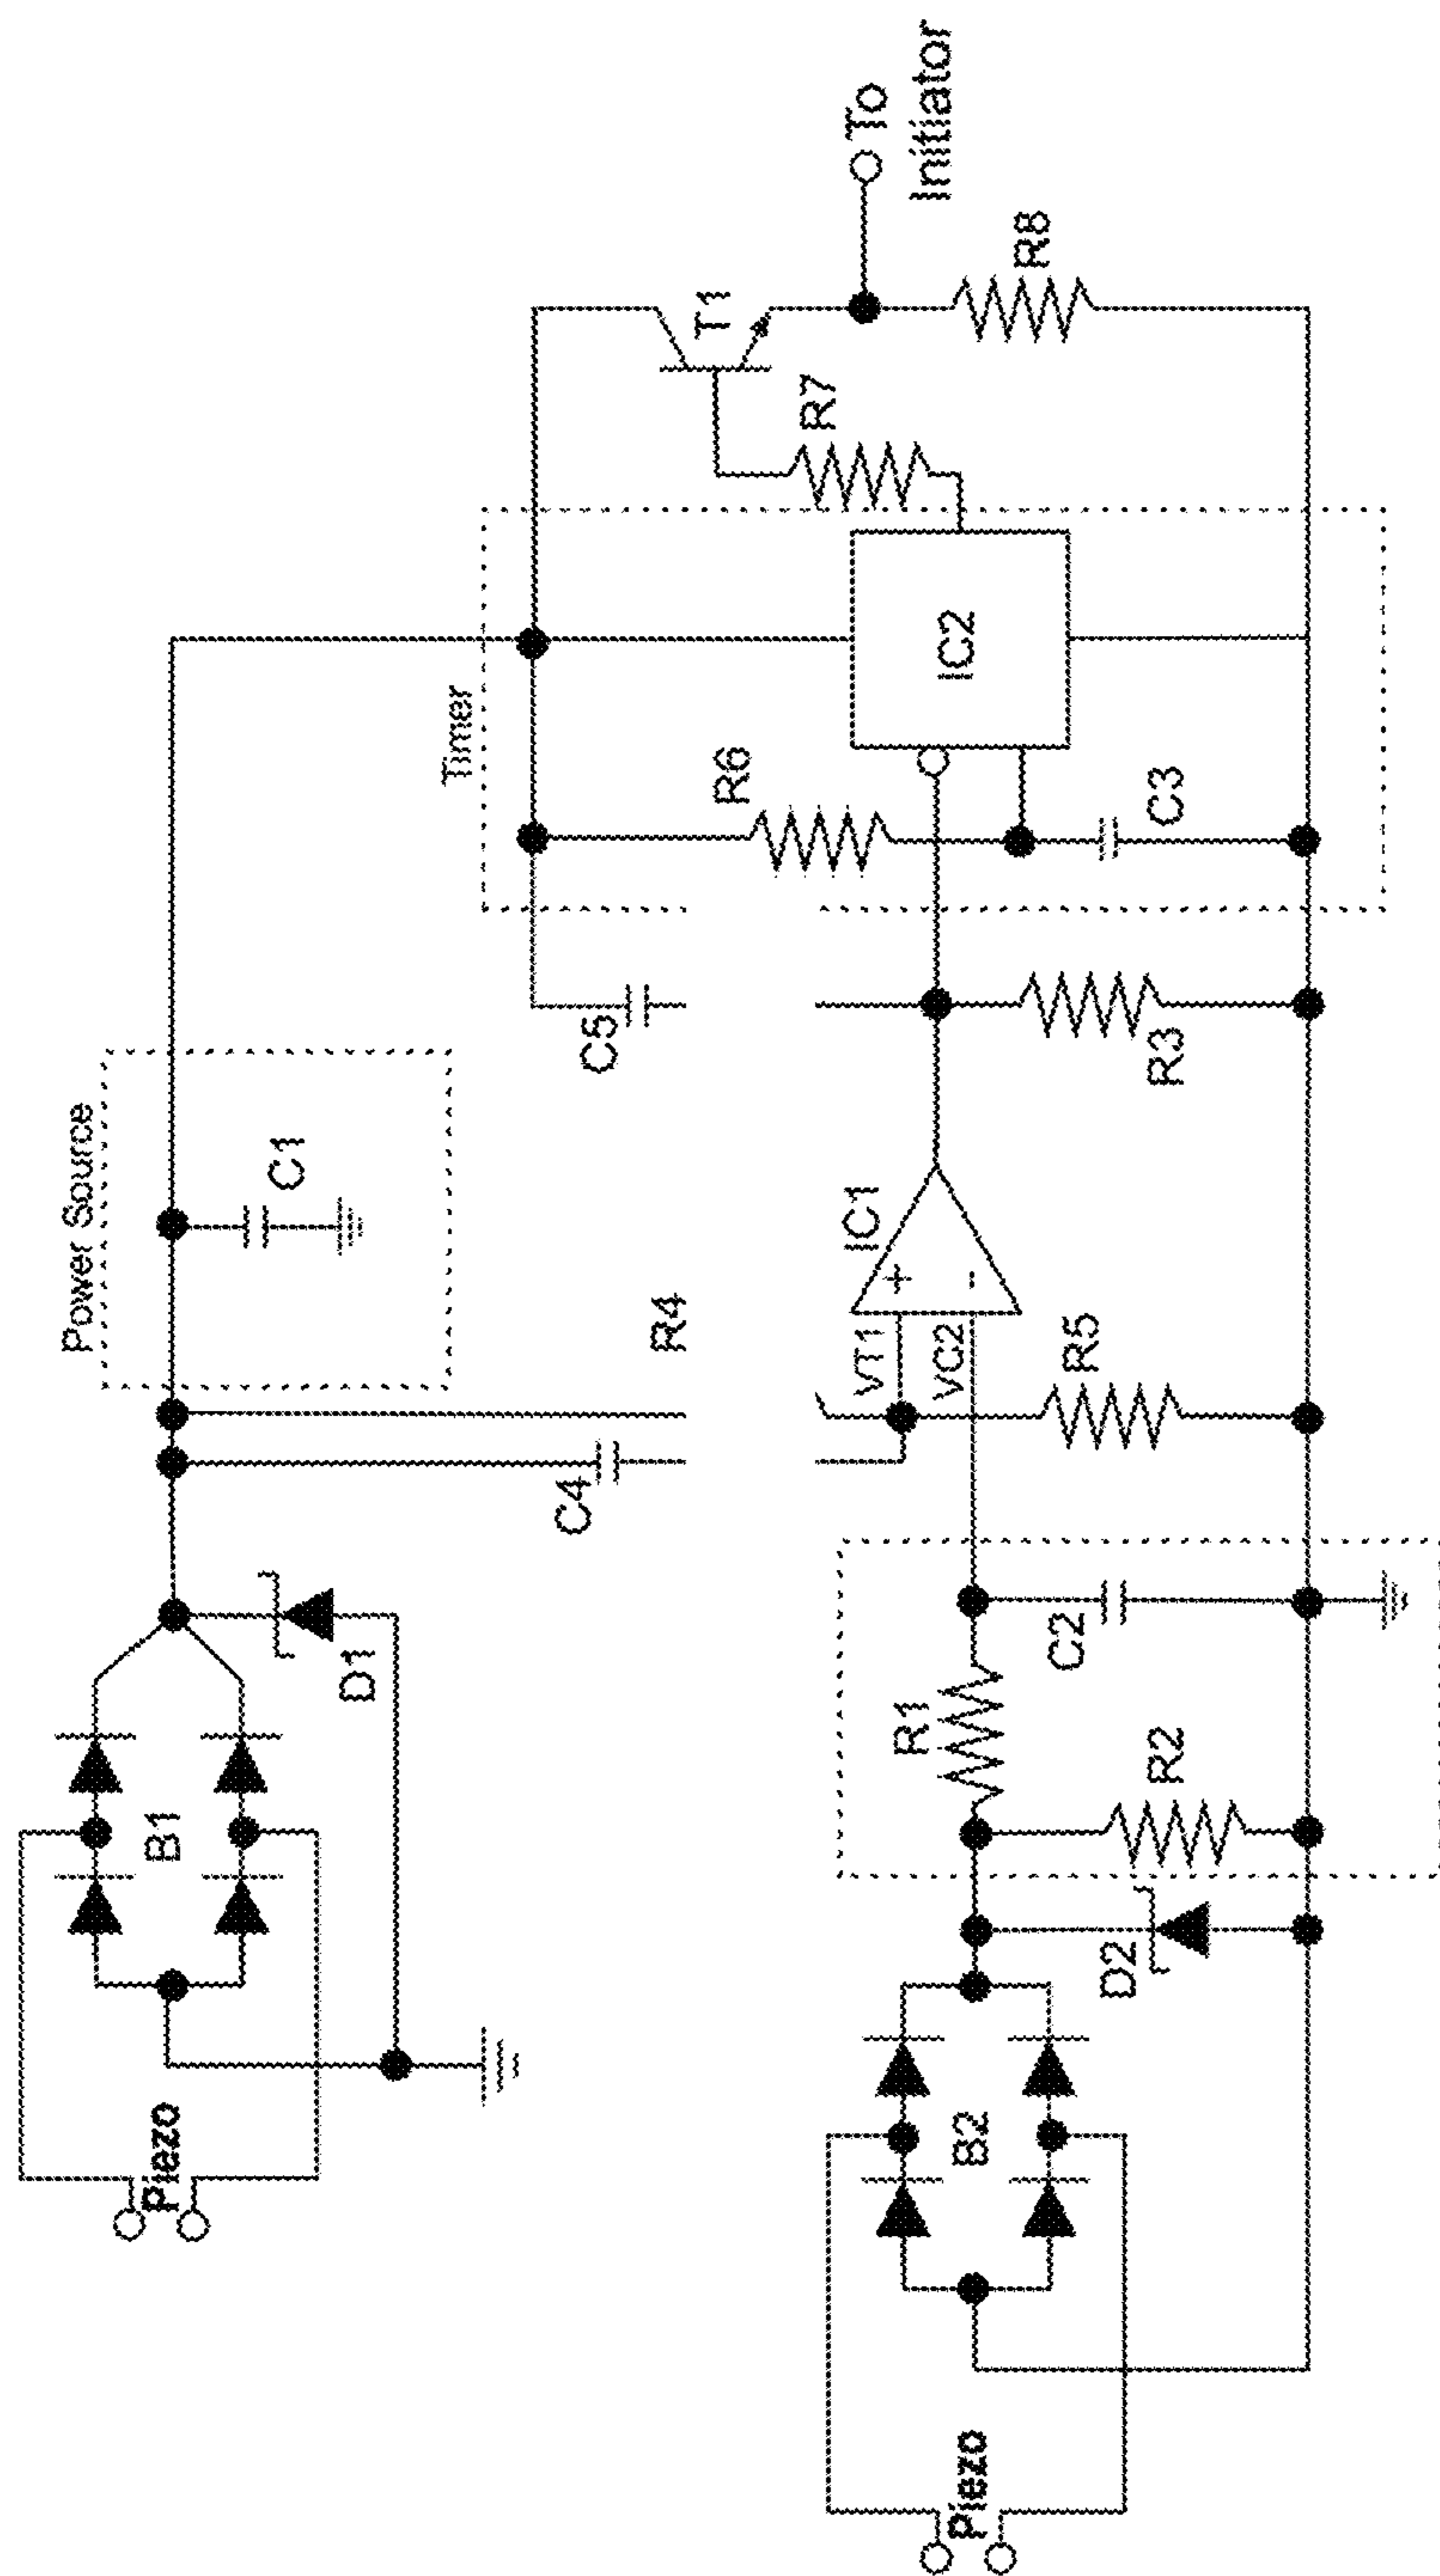 Piezo
B1
D1
C4
Power Source
C1
R4
C5
Timer
R6
IC2
C3
R7
T1
To
Initiator
R8
Piezo
B2
D2
R1
R2
C2
VT1
VC2
R5
IC1
+
-
R3